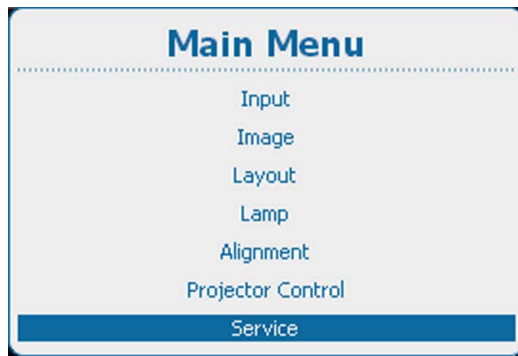 Main Menu
Input
Image
Layout
Lamp
Alignment
Projector Control
Service